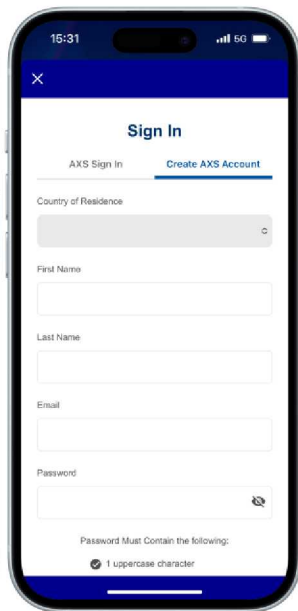 15:31
5G
Sign In
AXS Sign In
Create AXS Account
Country of Residence
First Name
Last Name
Email
Password
Password Must Contain the following:
1 uppercase character